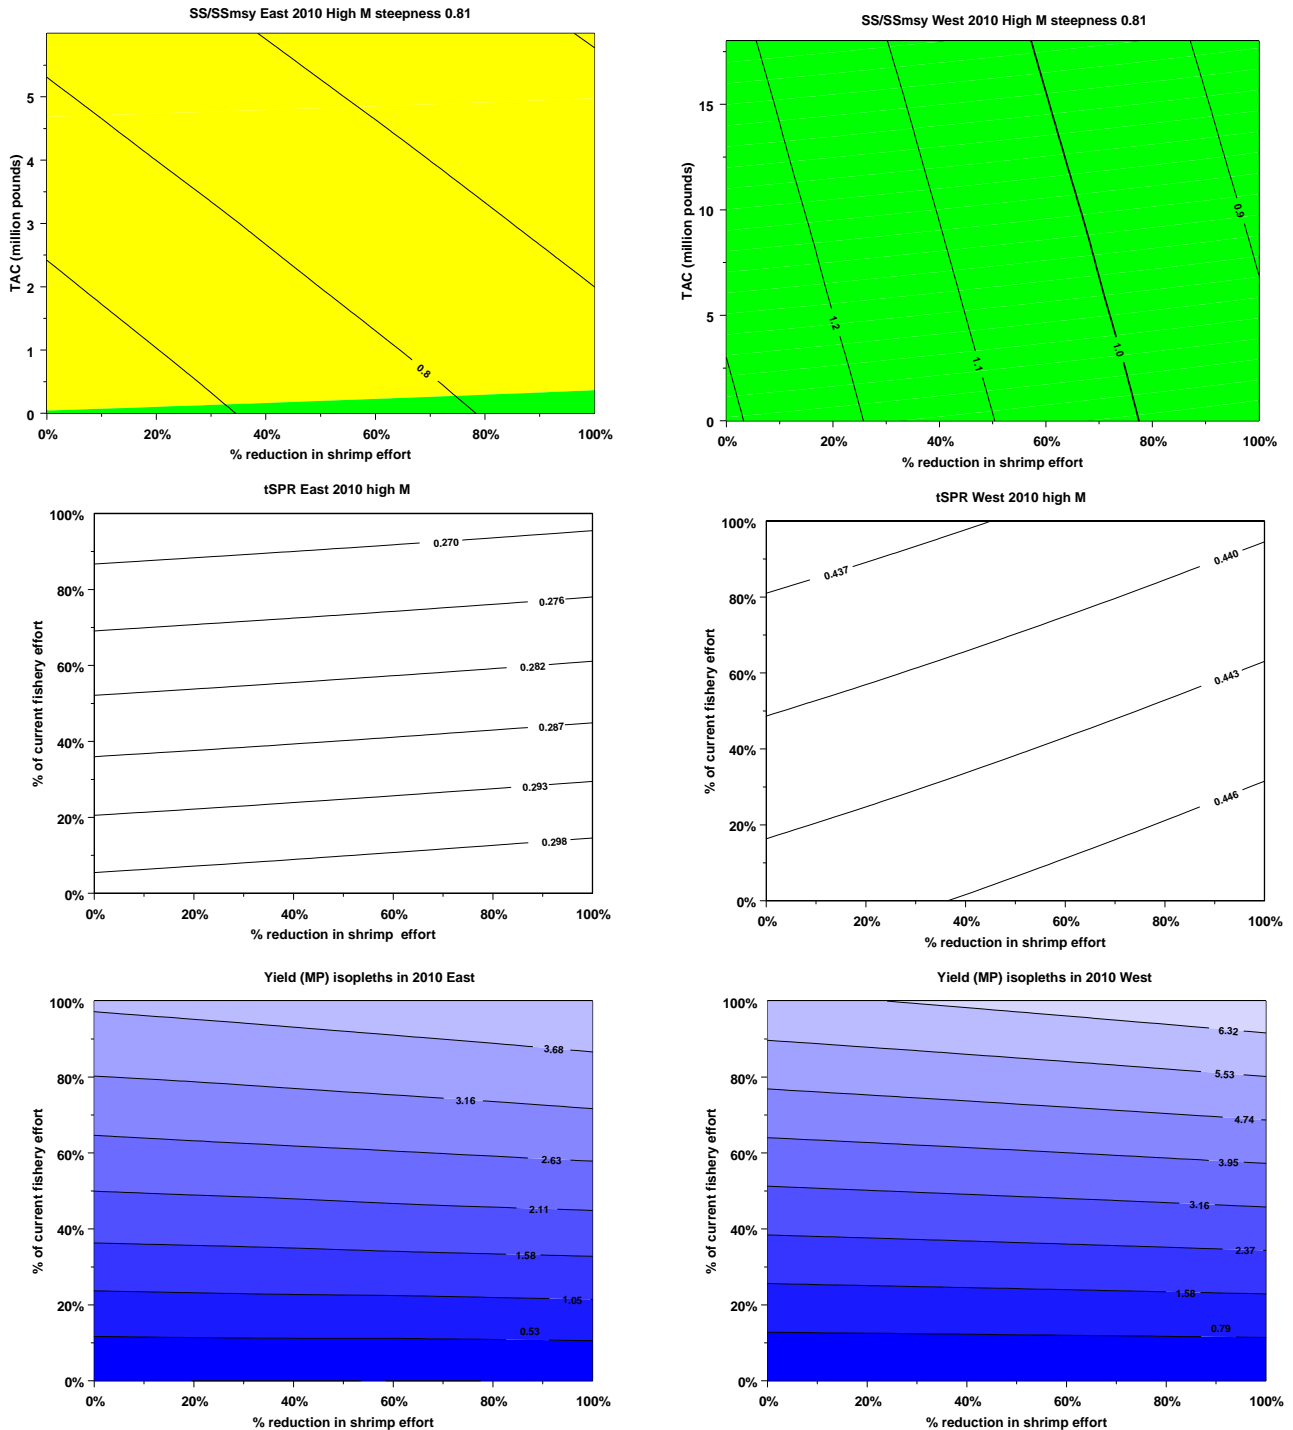 SS/SSmsy East 2010 High M steepness 0.81
TAC (million pounds)
5
4
3
2
1
0
0.8
0% 20% 40% 60% 80% 100%
% reduction in shrimp effort
SS/SSmsy West 2010 High M steepness 0.81
TAC (million pounds)
15
10
5
0
1.2
1.1
1.0
0.9
0% 20% 40% 60% 80% 100%
% reduction in shrimp effort
tSPR East 2010 high M
% of current fishery effort
100%
80%
60%
40%
20%
0%
0.270
0.276
0.282
0.287
0.293
0.298
0% 20% 40% 60% 80% 100%
% reduction in shrimp effort
tSPR West 2010 high M
% of current fishery effort
100%
80%
60%
40%
20%
0%
0.437
0.440
0.443
0.446
0% 20% 40% 60% 80% 100%
% reduction in shrimp effort
Yield (MP) isopleths in 2010 East
% of current fishery effort
100%
80%
60%
40%
20%
0%
3.68
3.16
2.63
2.11
1.58
1.05
0.53
0% 20% 40% 60% 80% 100%
% reduction in shrimp effort
Yield (MP) isopleths in 2010 West
% of current fishery effort
100%
80%
60%
40%
20%
0%
6.32
5.53
4.74
3.95
3.16
2.37
1.58
0.79
0% 20% 40% 60% 80% 100%
% reduction in shrimp effort